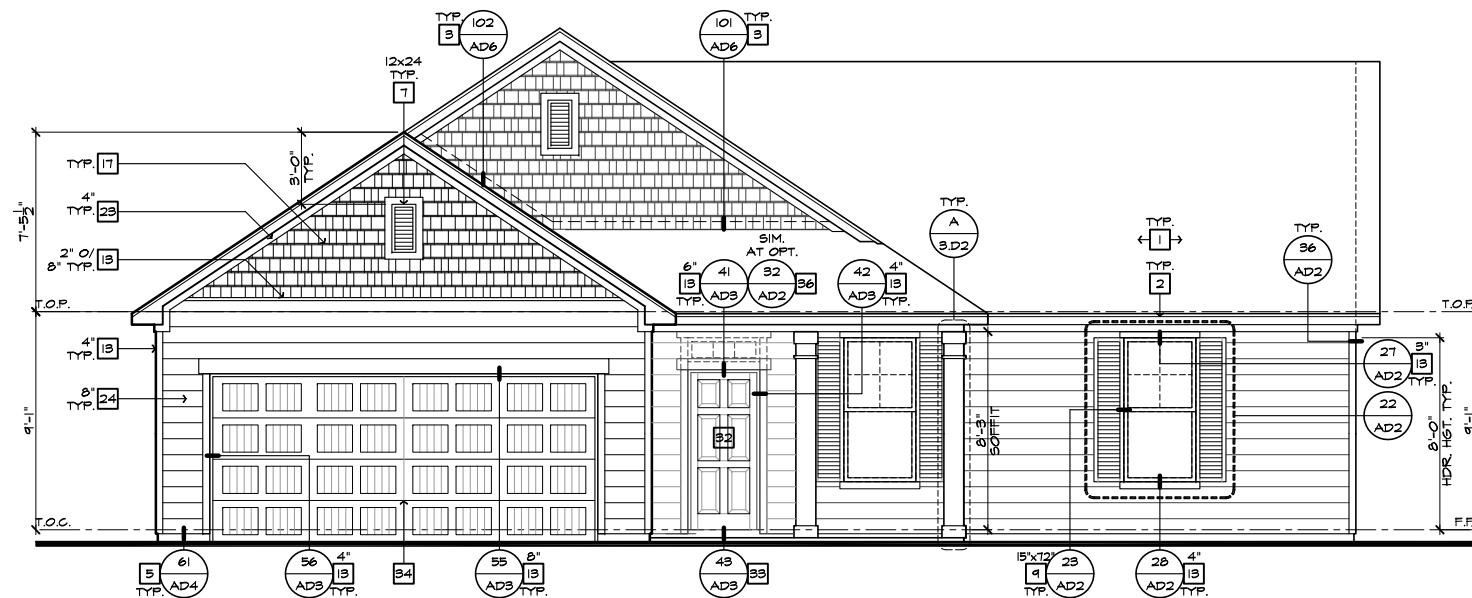 TYP.
3
102
AD6
TYP.
3
101
AD6
12x24
TYP.
7
3'-0"
TYP.
TYP. 17
4"
TYP. 23
2" O/
8" TYP. 13
7'-5½"
T.O.P.
T.O.P.
4"
TYP. 13
8"
TYP. 24
9'-1"
T.O.C.
SIM.
AT OPT.
6"
13
TYP.
41
AD3
32
AD2
36
42
AD3
4"
13
TYP.
TYP.
A
3.D2
TYP.
1
TYP.
2
TYP.
36
AD2
27
AD2
3"
13
TYP.
22
AD2
32
8'-3"
SOFFIT
8'-0"
HDR. HGT. TYP.
9'-1"
F.F.
5
TYP.
61
AD4
56
AD3
4"
13
TYP.
34
55
AD3
8"
13
TYP.
43
AD3
33
15"x72"
9
TYP.
23
AD2
28
AD2
4"
13
TYP.